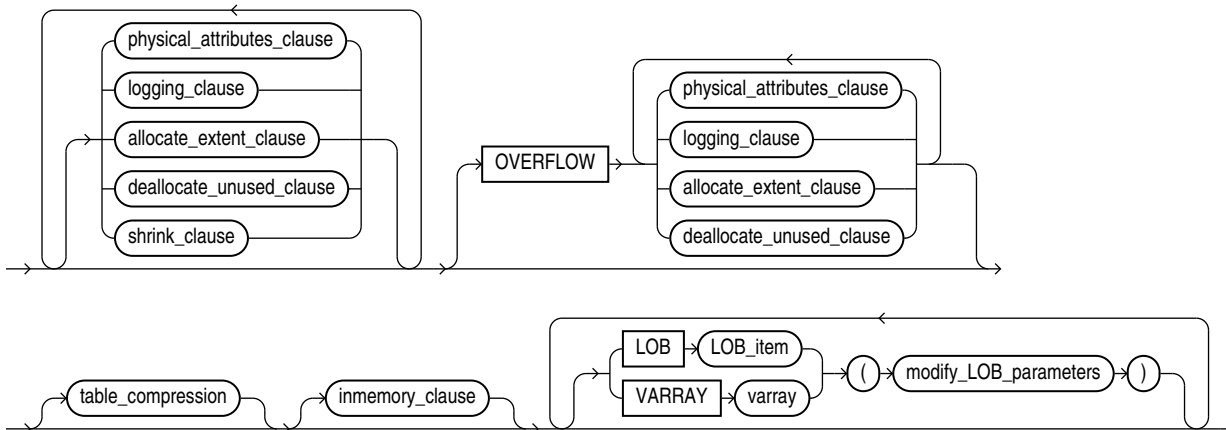 physical_attributes_clause
logging_clause
allocate_extent_clause
deallocate_unused_clause
shrink_clause
OVERFLOW
physical_attributes_clause
logging_clause
allocate_extent_clause
deallocate_unused_clause
table_compression
inmemory_clause
LOB LOB_item
VARRAY varray
( modify_LOB_parameters )